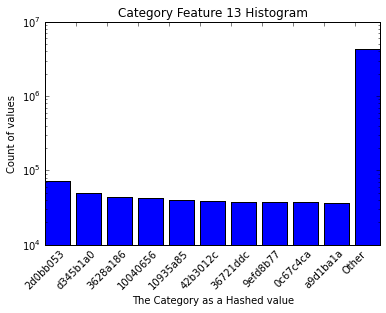 Category Feature 13 Histogram
Count of values
10^7
10^6
10^5
10^4
2d0bb053
d345b1a0
3628a186
10040656
10935a85
42b3012c
36721ddc
9efd8b77
0c67c4ca
a9d1ba1a
Other
The Category as a Hashed value